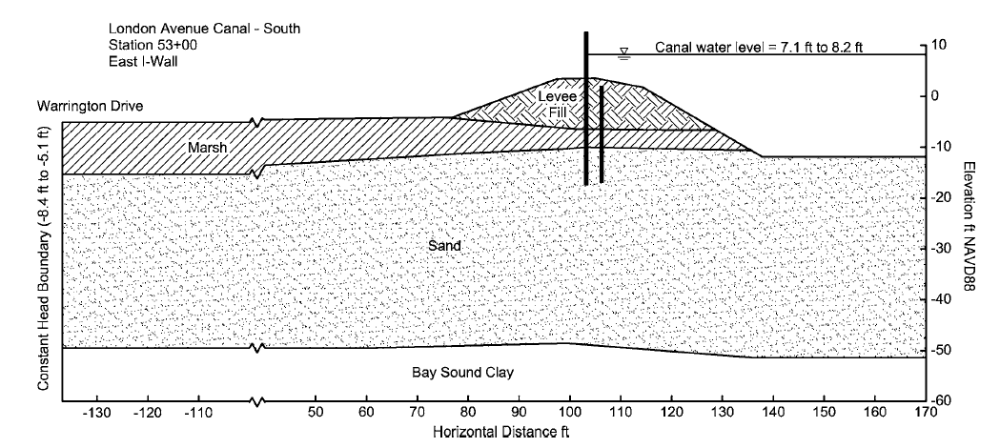 London Avenue Canal - South
Station 53+00
East I-Wall
Canal water level = 7.1 ft to 8.2 ft
Warrington Drive
Levee
Fill
Marsh
Sand
Bay Sound Clay
Constant Head Boundary (-8.4 ft to -5.1 ft)
10
0
-10
-20
-30
-40
-50
-60
Elevation ft NAVD88
-130 -120 -110 50 60 70 80 90 100 110 120 130 140 150 160 170
Horizontal Distance ft